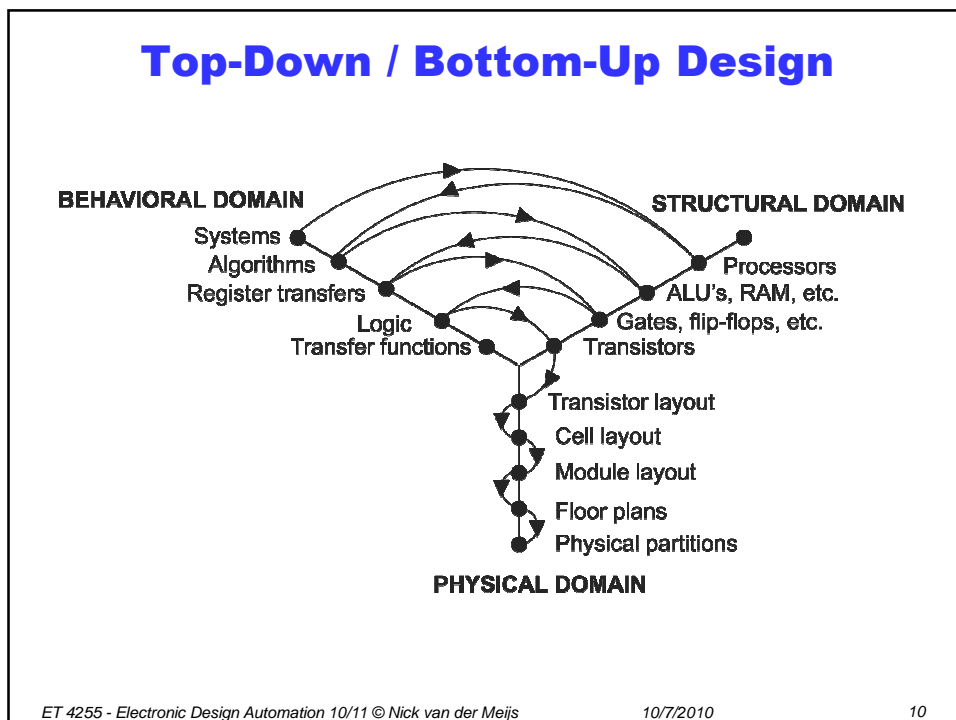 Top-Down / Bottom-Up Design
BEHAVIORAL DOMAIN
STRUCTURAL DOMAIN
Systems
Algorithms
Register transfers
Logic
Transfer functions
Processors
ALU's, RAM, etc.
Gates, flip-flops, etc.
Transistors
Transistor layout
Cell layout
Module layout
Floor plans
Physical partitions
PHYSICAL DOMAIN
ET 4255 - Electronic Design Automation 10/11 © Nick van der Meijs 10/7/2010 10